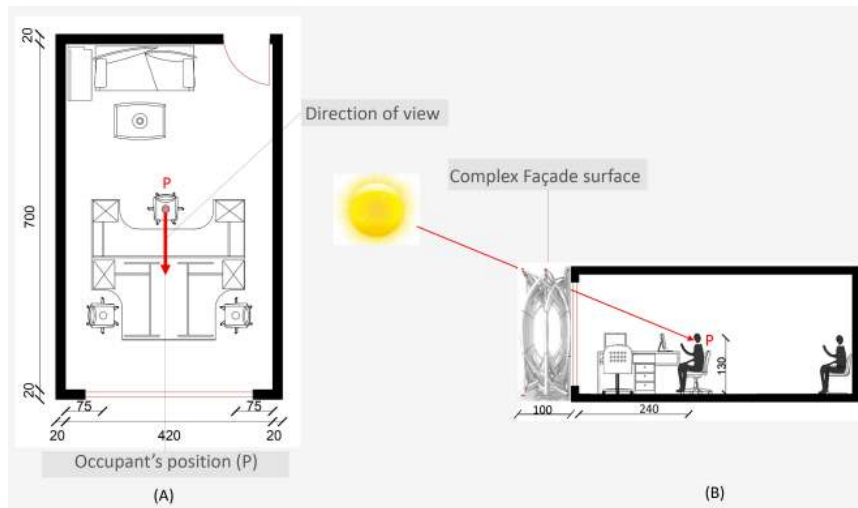 20
Direction of view
P
Complex Façade surface
700
P
130
20
75
75
100
240
20
420
20
Occupant's position (P)
(A)
(B)